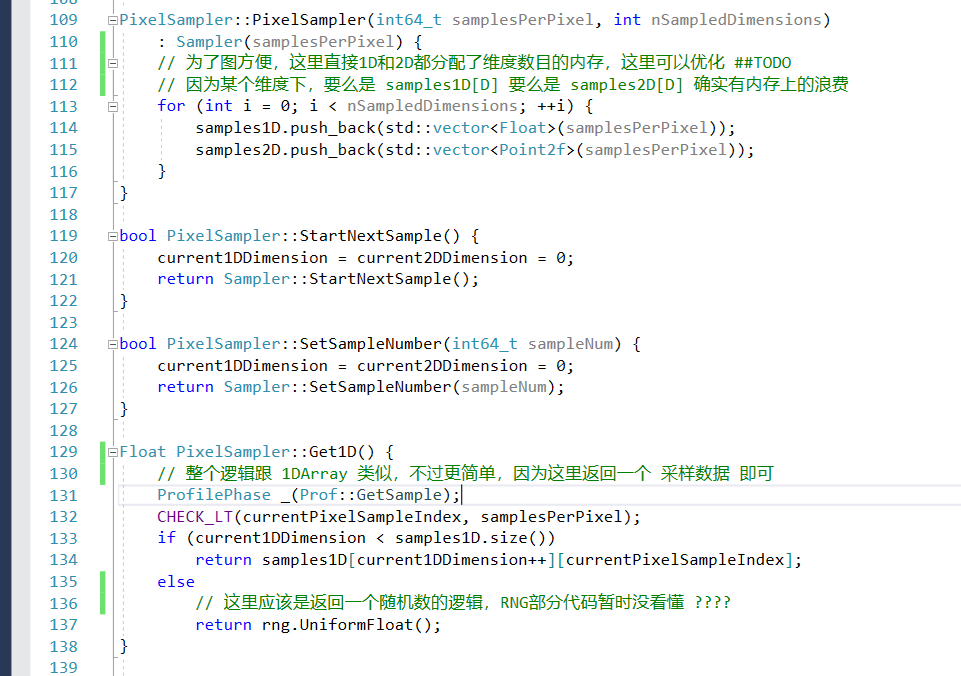 109 PixelSampler::PixelSampler(int64_t samplesPerPixel, int nSampledDimensions)
110     : Sampler(samplesPerPixel) {
111     // 为了图方便，这里直接1D和2D都分配了维度数目的内存，这里可以优化 ##TODO
112     // 因为某个维度下，要么是 samples1D[D] 要么是 samples2D[D] 确实有内存上的浪费
113     for (int i = 0; i < nSampledDimensions; ++i) {
114         samples1D.push_back(std::vector<Float>(samplesPerPixel));
115         samples2D.push_back(std::vector<Point2f>(samplesPerPixel));
116     }
117 }
118
119 bool PixelSampler::StartNextSample() {
120     current1DDimension = current2DDimension = 0;
121     return Sampler::StartNextSample();
122 }
123
124 bool PixelSampler::SetSampleNumber(int64_t sampleNum) {
125     current1DDimension = current2DDimension = 0;
126     return Sampler::SetSampleNumber(sampleNum);
127 }
128
129 Float PixelSampler::Get1D() {
130     // 整个逻辑跟 1DArray 类似，不过更简单，因为这里返回一个 采样数据 即可
131     ProfilePhase _(Prof::GetSample);
132     CHECK_LT(currentPixelSampleIndex, samplesPerPixel);
133     if (current1DDimension < samples1D.size())
134         return samples1D[current1DDimension++][currentPixelSampleIndex];
135     else
136         // 这里应该是返回一个随机数的逻辑，RNG部分代码暂时没看懂 ????
137         return rng.UniformFloat();
138 }
139